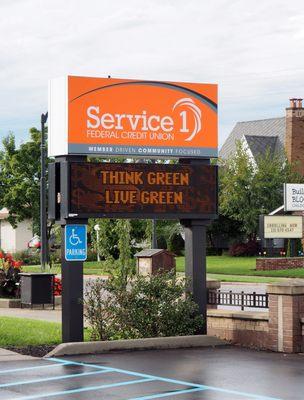 Service 1
FEDERAL CREDIT UNION
MEMBER DRIVEN COMMUNITY FOCUSED
THINK GREEN
LIVE GREEN
PARKING